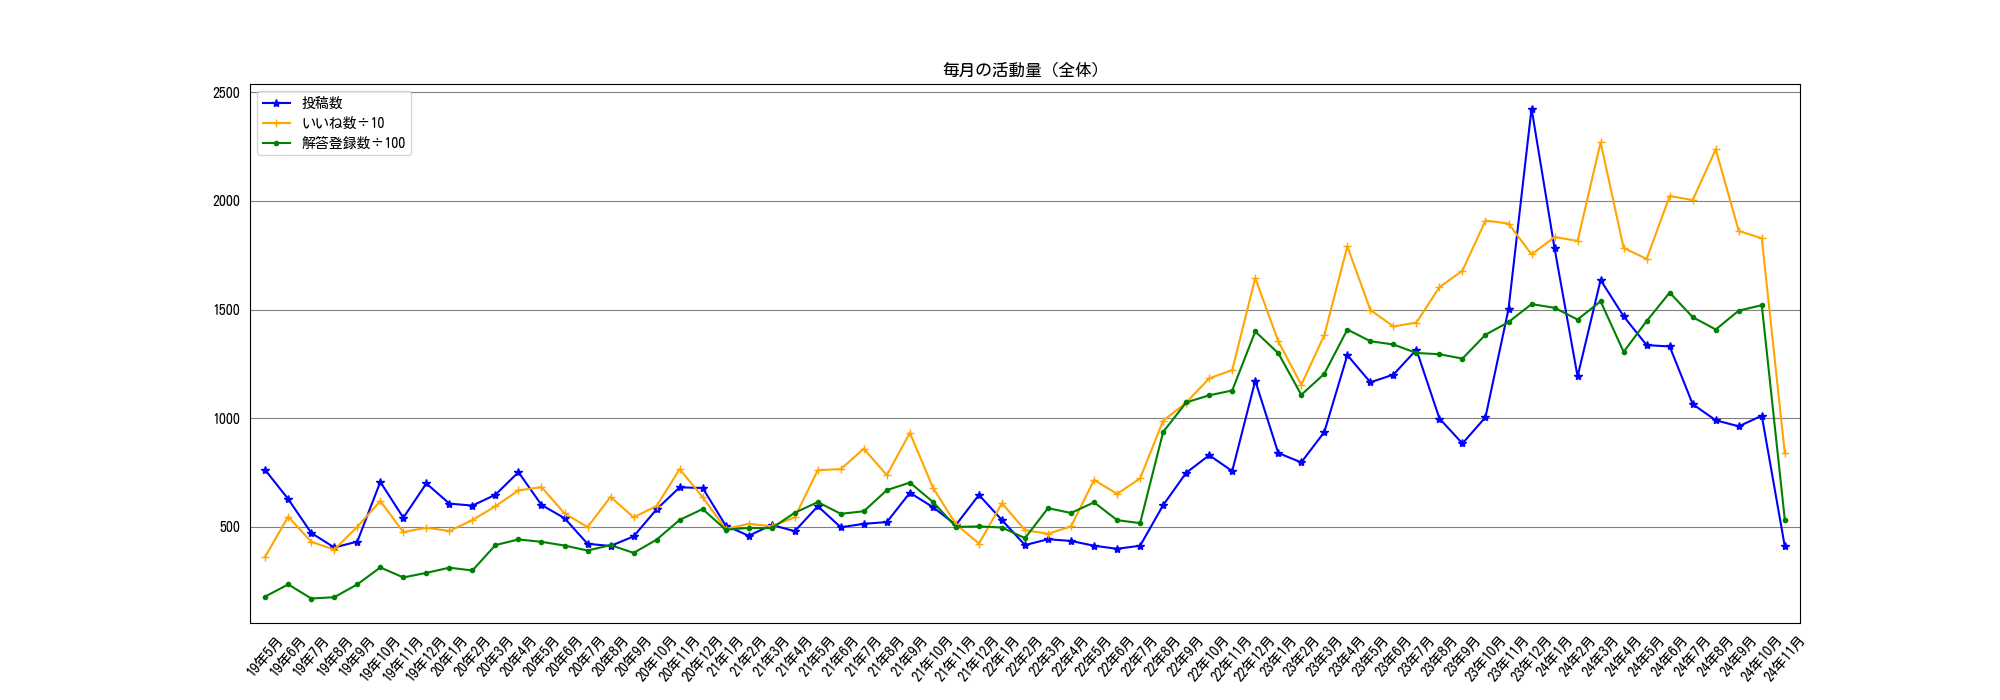 毎月の活動量（全体）
2500
2000
1500
1000
500
投稿数
いいね数÷10
解答登録数÷100
19年5月
19年6月
19年7月
19年8月
19年9月
19年10月
19年11月
19年12月
20年1月
20年2月
20年3月
20年4月
20年5月
20年6月
20年7月
20年8月
20年9月
20年10月
20年11月
20年12月
21年1月
21年2月
21年3月
21年4月
21年5月
21年6月
21年7月
21年8月
21年9月
21年10月
21年11月
21年12月
22年1月
22年2月
22年3月
22年4月
22年5月
22年6月
22年7月
22年8月
22年9月
22年10月
22年11月
22年12月
23年1月
23年2月
23年3月
23年4月
23年5月
23年6月
23年7月
23年8月
23年9月
23年10月
23年11月
23年12月
24年1月
24年2月
24年3月
24年4月
24年5月
24年6月
24年7月
24年8月
24年9月
24年10月
24年11月